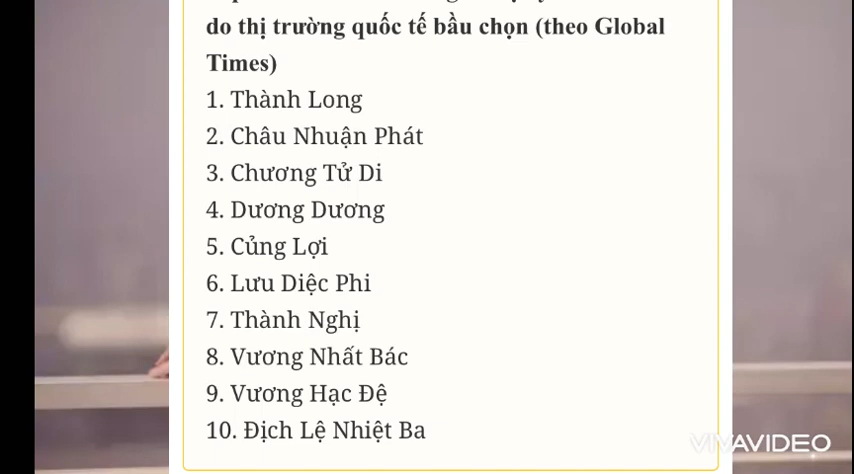 do thị trường quốc tế bầu chọn (theo Global
Times)
1. Thành Long
2. Châu Nhuận Phát
3. Chương Tử Di
4. Dương Dương
5. Củng Lợi
6. Lưu Diệc Phi
7. Thành Nghị
8. Vương Nhất Bác
9. Vương Hạc Đệ
10. Địch Lệ Nhiệt Ba
VIVAVIDEO